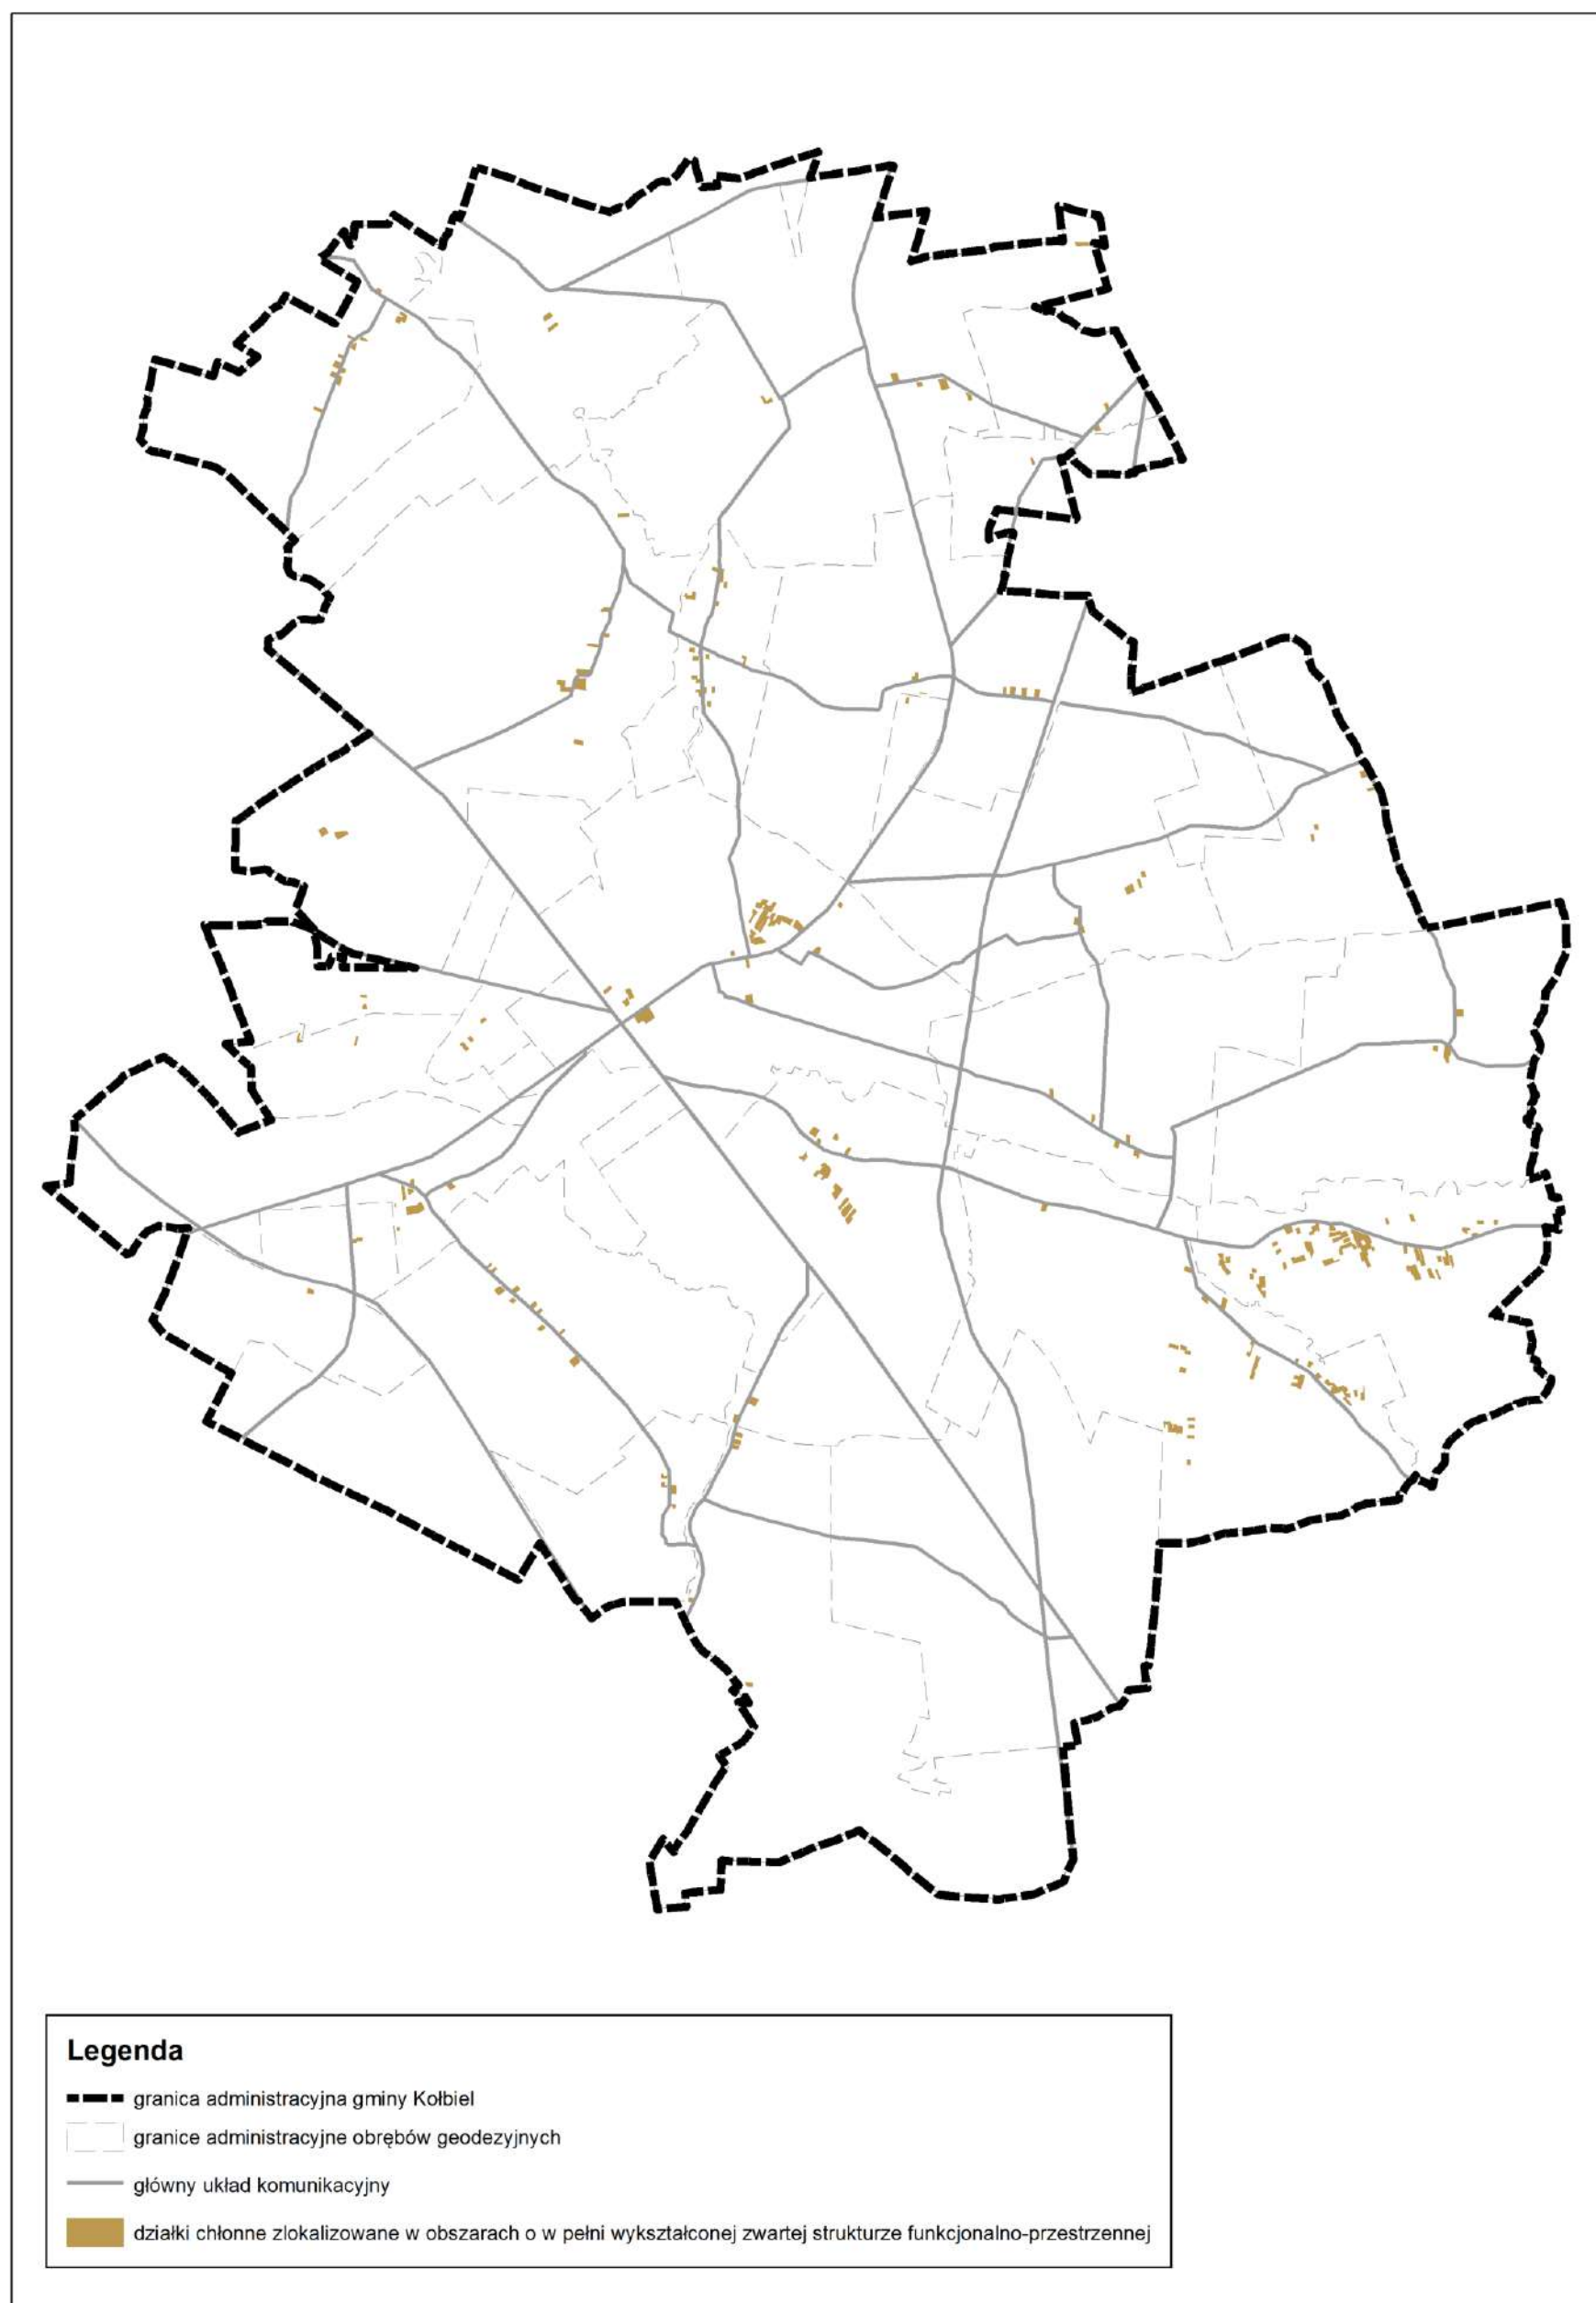 Legenda
granica administracyjna gminy Kołbiel
granice administracyjne obrębów geodezyjnych
główny układ komunikacyjny
działki chłonne zlokalizowane w obszarach o w pełni wykształconej zwartej strukturze funkcjonalno-przestrzennej